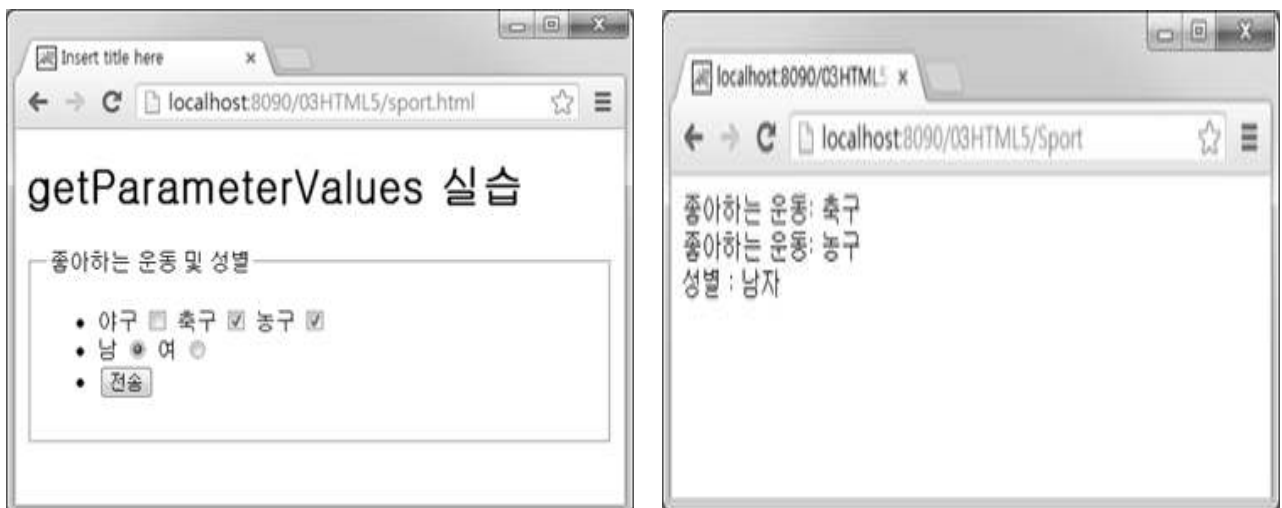 Insert title here
localhost:8090/03HTML5/sport.html
getParameterValues 실습
좋아하는 운동 및 성별
야구 축구 농구
남 여
전송
localhost:8090/03HTML5
localhost:8090/03HTML5/Sport
좋아하는 운동: 축구
좋아하는 운동: 농구
성별 : 남자